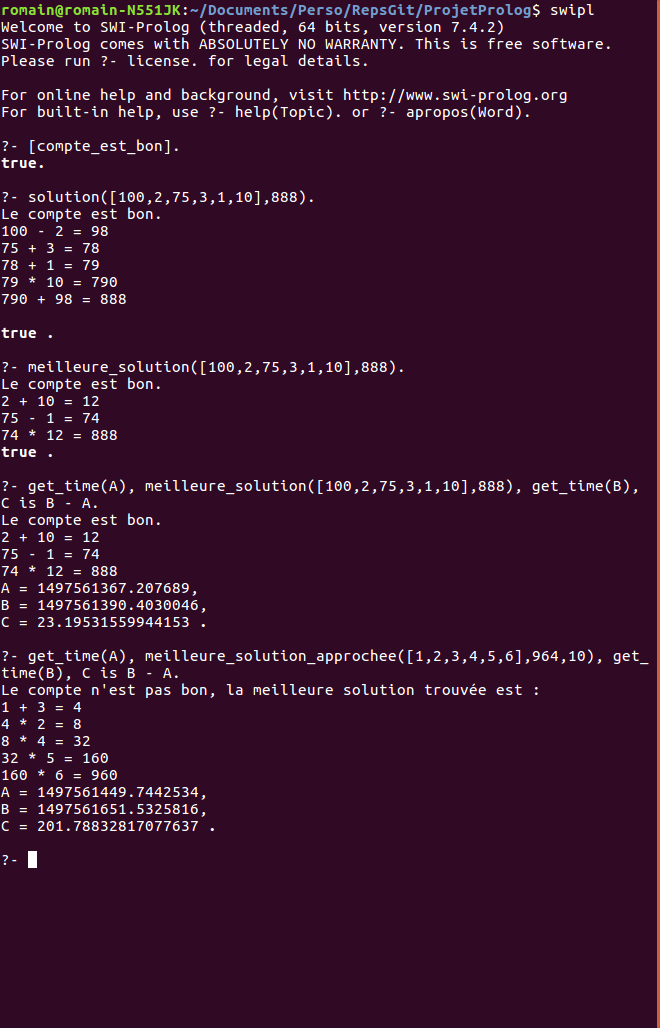 romain@romain-N551JK:~/Documents/Perso/RepsGit/ProjetProlog$ swipl
Welcome to SWI-Prolog (threaded, 64 bits, version 7.4.2)
SWI-Prolog comes with ABSOLUTELY NO WARRANTY. This is free software.
Please run ?- license. for legal details.

For online help and background, visit http://www.swi-prolog.org
For built-in help, use ?- help(Topic). or ?- apropos(Word).

?- [compte_est_bon].
true.

?- solution([100,2,75,3,1,10],888).
Le compte est bon.
100 - 2 = 98
75 + 3 = 78
78 + 1 = 79
79 * 10 = 790
790 + 98 = 888

true .

?- meilleure_solution([100,2,75,3,1,10],888).
Le compte est bon.
2 + 10 = 12
75 - 1 = 74
74 * 12 = 888
true .

?- get_time(A), meilleure_solution([100,2,75,3,1,10],888), get_time(B),
C is B - A.
Le compte est bon.
2 + 10 = 12
75 - 1 = 74
74 * 12 = 888
A = 1497561367.207689,
B = 1497561390.4030046,
C = 23.19531559944153 .

?- get_time(A), meilleure_solution_approchee([1,2,3,4,5,6],964,10), get_
time(B), C is B - A.
Le compte n'est pas bon, la meilleure solution trouvée est :
1 + 3 = 4
4 * 2 = 8
8 * 4 = 32
32 * 5 = 160
160 * 6 = 960
A = 1497561449.7442534,
B = 1497561651.5325816,
C = 201.78832817077637 .

?-